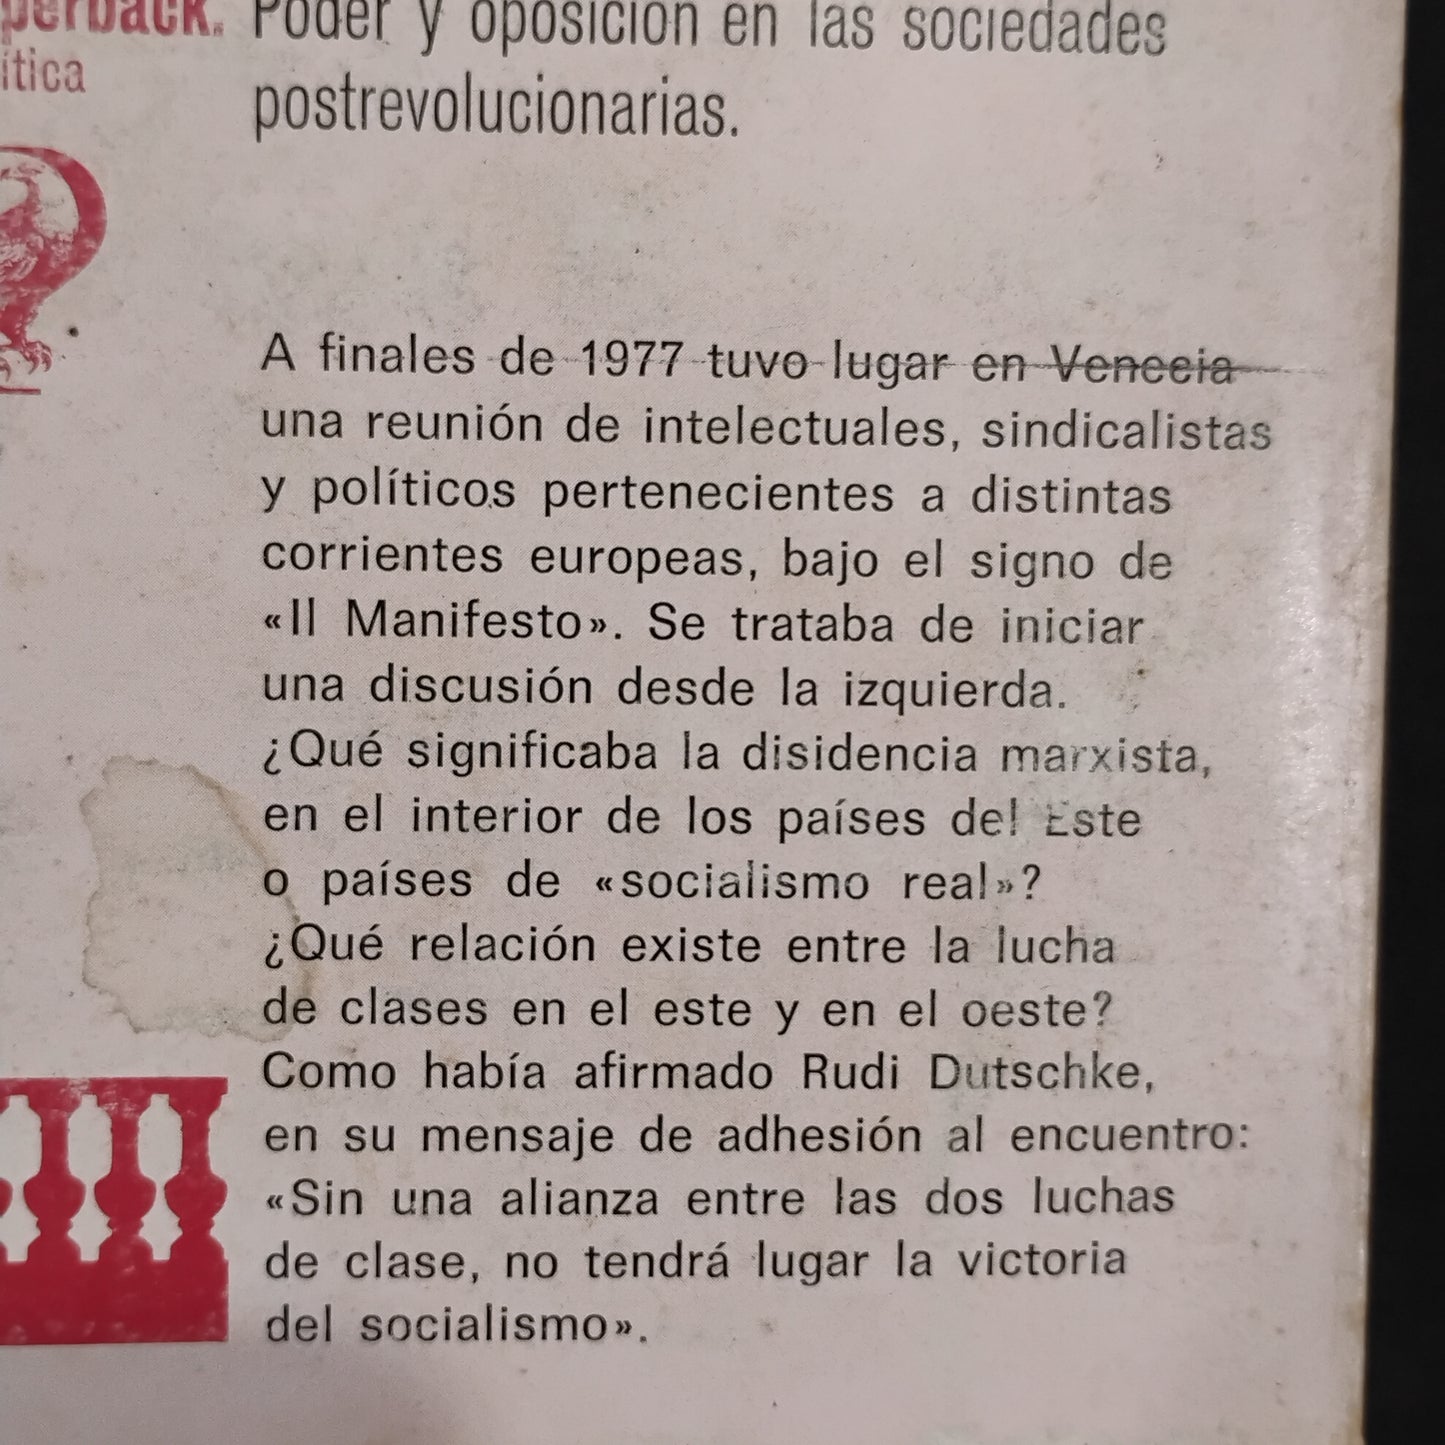 perback.
ítica
Poder y oposición en las sociedades
postrevolucionarias.
A finales de 1977 tuvo lugar en Venecia
una reunión de intelectuales, sindicalistas
y políticos pertenecientes a distintas
corrientes europeas, bajo el signo de
«Il Manifesto». Se trataba de iniciar
una discusión desde la izquierda.
¿Qué significaba la disidencia marxista,
en el interior de los países del Este
o países de «socialismo real»?
¿Qué relación existe entre la lucha
de clases en el este y en el oeste?
Como había afirmado Rudi Dutschke,
en su mensaje de adhesión al encuentro:
«Sin una alianza entre las dos luchas
de clase, no tendrá lugar la victoria
del socialismo».